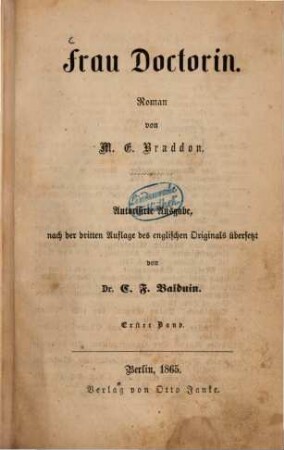 Frau Doctorin.
Roman
von
M. E. Braddon.
Autorisirte Ausgabe,
nach der dritten Auflage des englischen Originals übersetzt
von
Dr. C. F. Balduin.
Erster Band.
Berlin, 1865.
Verlag von Otto Janke.